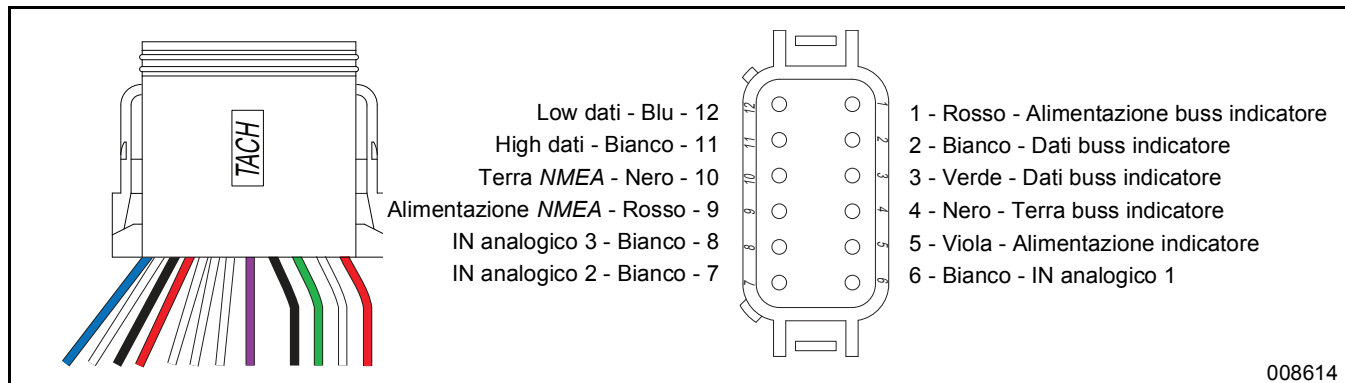 TACH
Low dati - Blu - 12
High dati - Bianco - 11
Terra NMEA - Nero - 10
Alimentazione NMEA - Rosso - 9
IN analogico 3 - Bianco - 8
IN analogico 2 - Bianco - 7
12
11
10
9
8
7
1
2
3
4
5
6
1 - Rosso - Alimentazione buss indicatore
2 - Bianco - Dati buss indicatore
3 - Verde - Dati buss indicatore
4 - Nero - Terra buss indicatore
5 - Viola - Alimentazione indicatore
6 - Bianco - IN analogico 1
008614